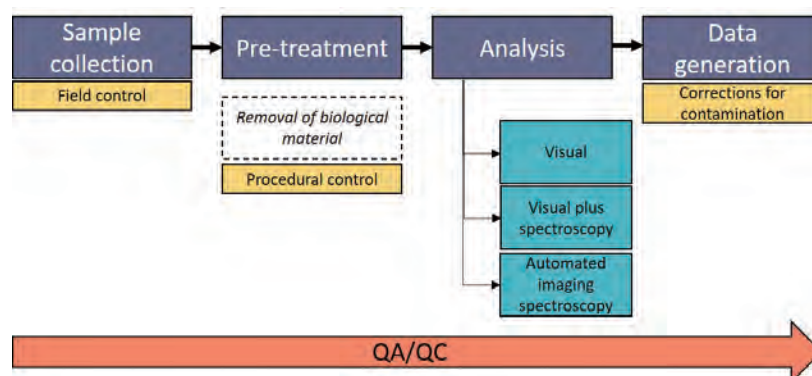 Sample
collection
Field control
Pre-treatment
Removal of biological
material
Procedural control
Analysis
Visual
Visual plus
spectroscopy
Automated
imaging
spectroscopy
Data
generation
Corrections for
contamination
QA/QC